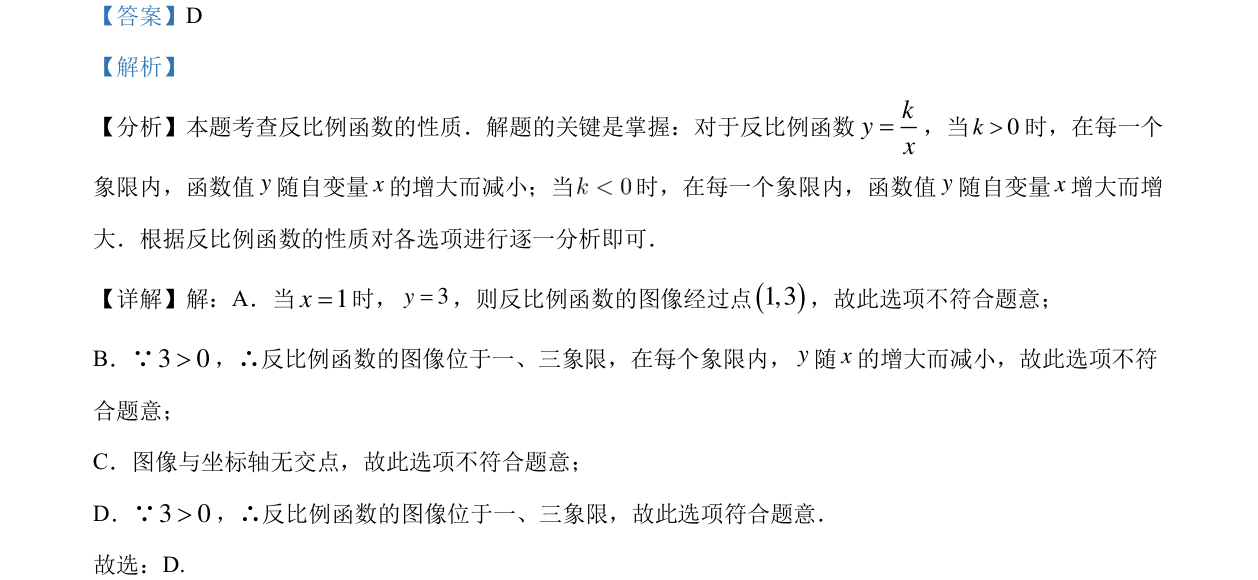 【答案】D
【解析】
【分析】本题考查反比例函数的性质．解题的关键是掌握：对于反比例函数 y = k/x，当 k > 0 时，在每一个
象限内，函数值 y 随自变量 x 的增大而减小；当 k < 0 时，在每一个象限内，函数值 y 随自变量 x 增大而增
大．根据反比例函数的性质对各选项进行逐一分析即可．
【详解】解：A．当 x = 1 时， y = 3，则反比例函数的图像经过点(1,3)，故此选项不符合题意；
B．∵3 > 0，∴反比例函数的图像位于一、三象限，在每个象限内， y 随 x 的增大而减小，故此选项不符
合题意；
C．图像与坐标轴无交点，故此选项不符合题意；
D．∵3 > 0，∴反比例函数的图像位于一、三象限，故此选项符合题意．
故选：D.